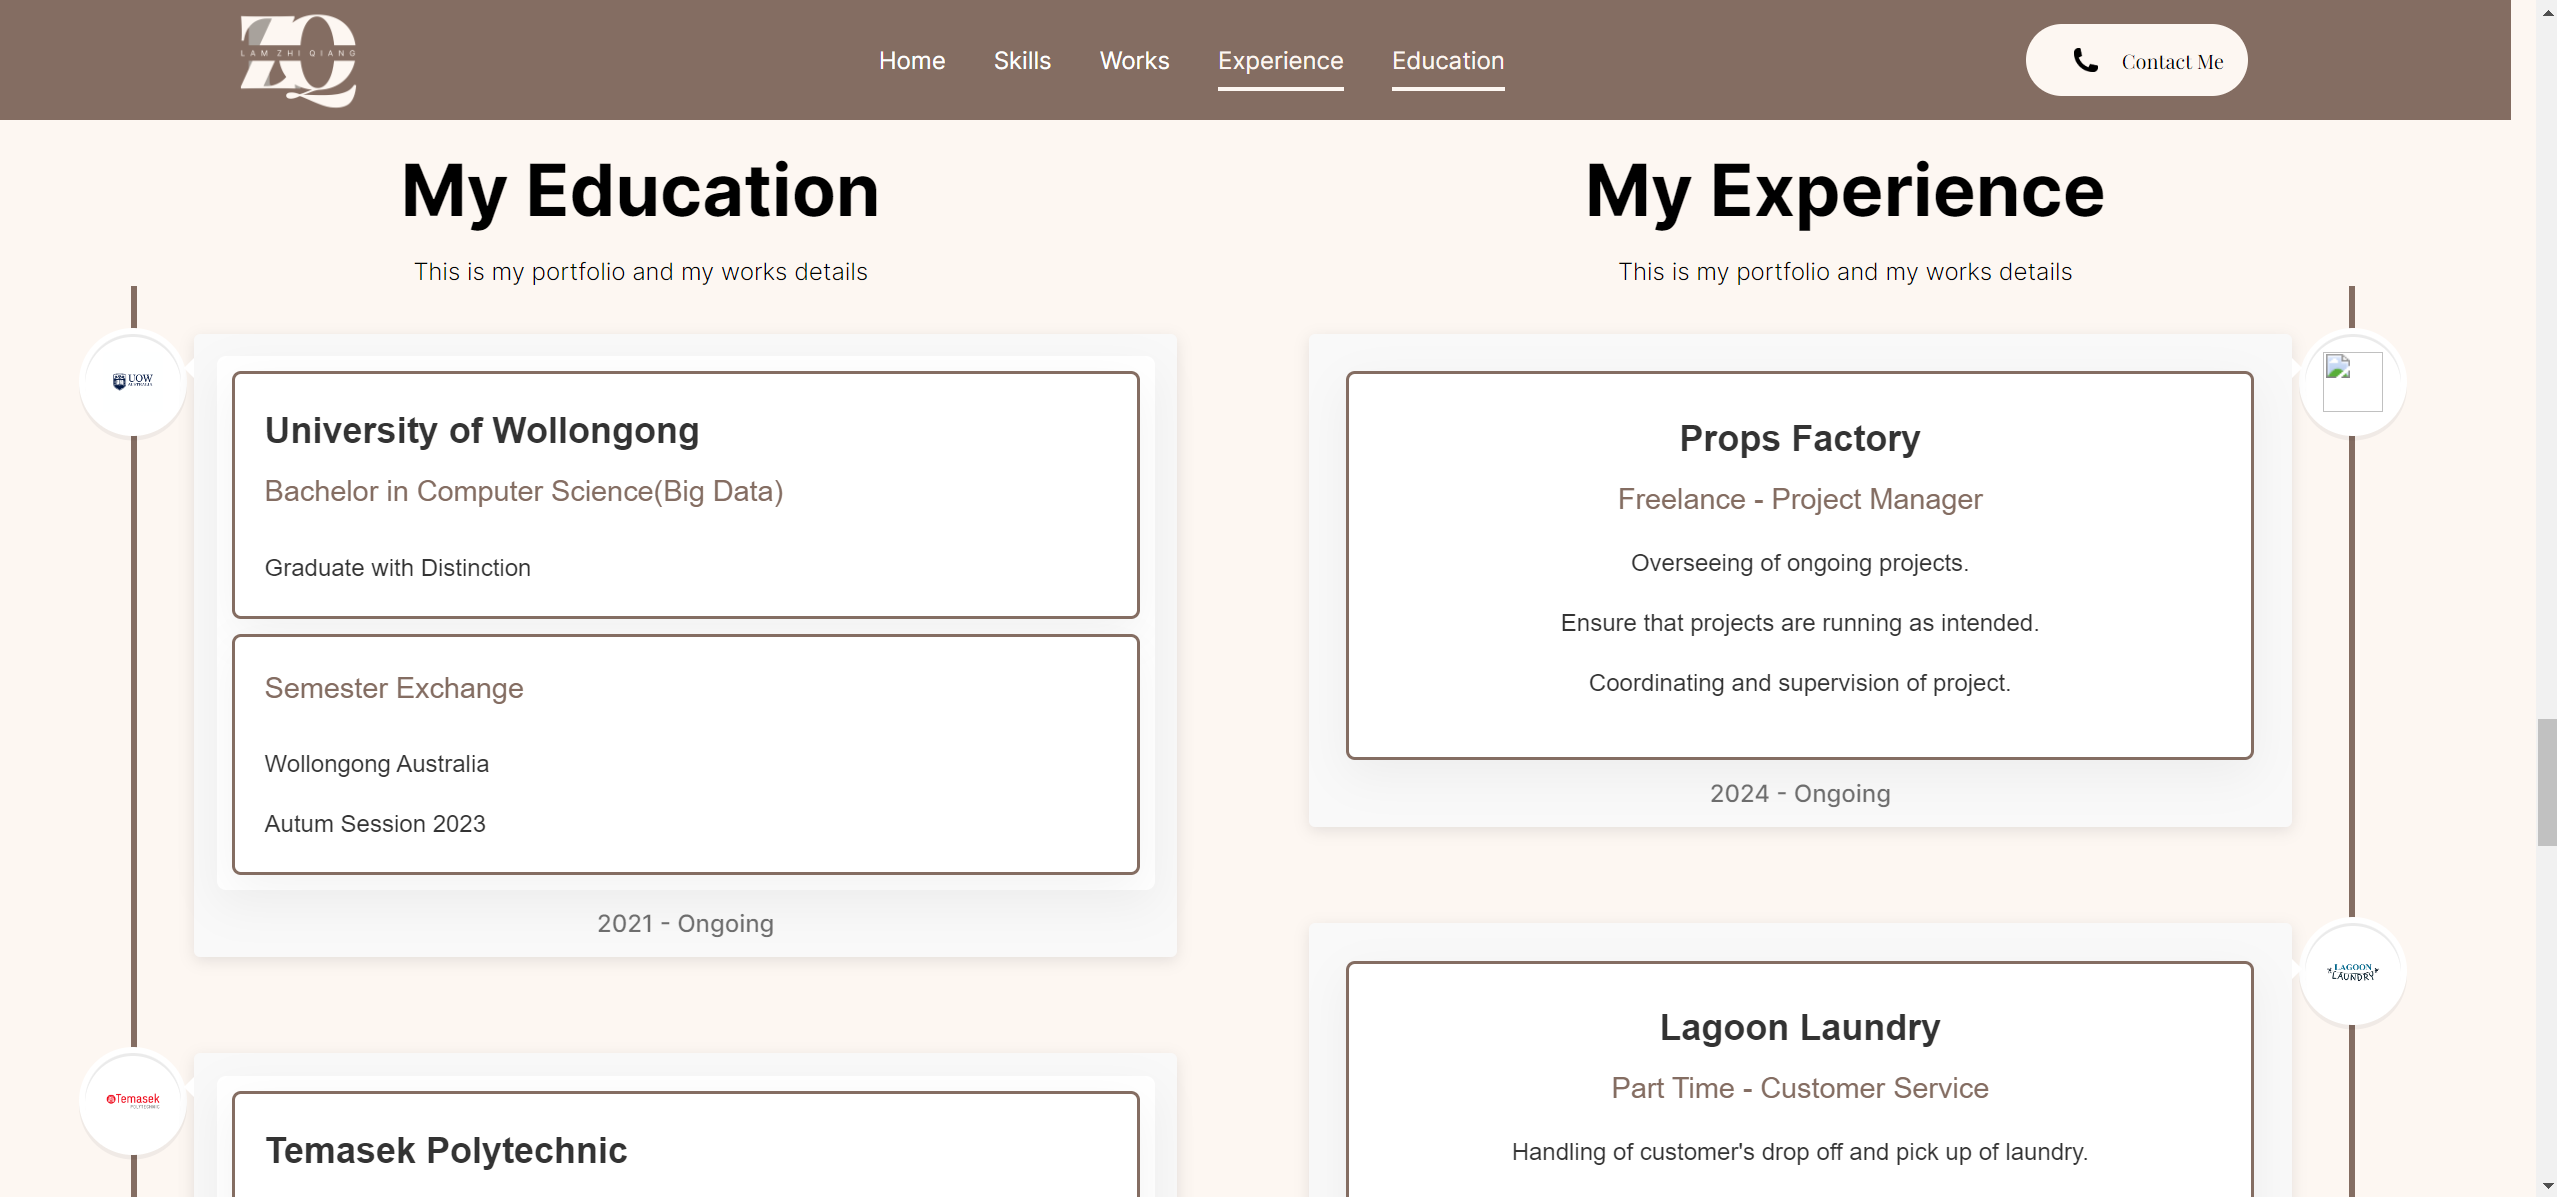 LAM ZHI QIANG
Home
Skills
Works
Experience
Education
Contact Me
My Education
This is my portfolio and my works details
UOW
AUSTRALIA
University of Wollongong
Bachelor in Computer Science(Big Data)
Graduate with Distinction
Semester Exchange
Wollongong Australia
Autum Session 2023
2021 - Ongoing
Temasek
POLYTECHNIC
Temasek Polytechnic
My Experience
This is my portfolio and my works details
Props Factory
Freelance - Project Manager
Overseeing of ongoing projects.
Ensure that projects are running as intended.
Coordinating and supervision of project.
2024 - Ongoing
LAGOON
LAUNDRY
Lagoon Laundry
Part Time - Customer Service
Handling of customer's drop off and pick up of laundry.